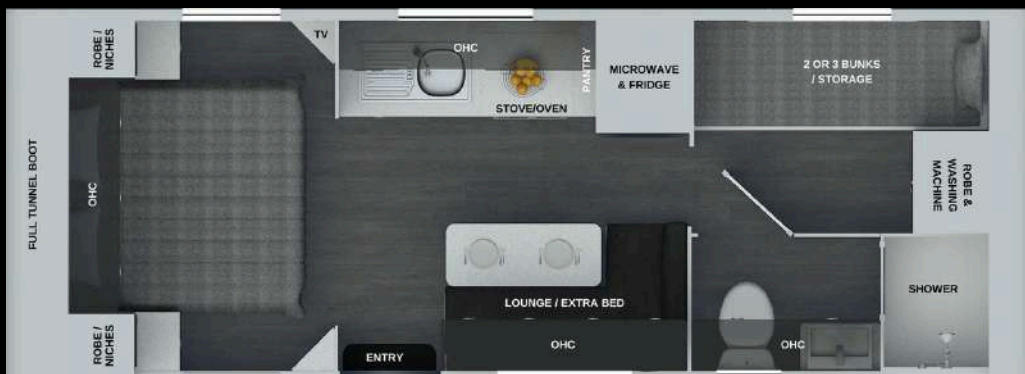 ROBE /
NICHES
TV
OHC
PANTRY
STOVE/OVEN
MICROWAVE
& FRIDGE
2 OR 3 BUNKS
/ STORAGE
FULL TUNNEL BOOT
OHC
ROBE &
WASHING
MACHINE
LOUNGE / EXTRA BED
SHOWER
ROBE /
NICHES
ENTRY
OHC
OHC